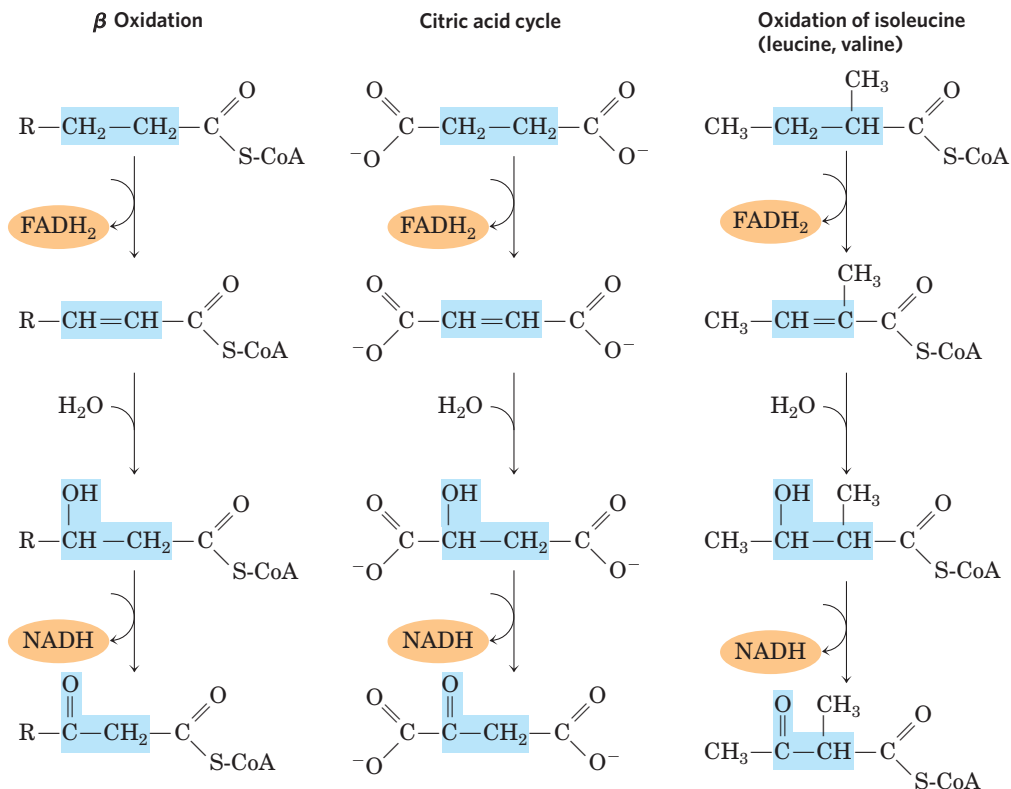 β Oxidation
R—CH₂—CH₂—C
O
S-CoA
FADH₂
R—CH=CH—C
O
S-CoA
H₂O
OH
R—CH—CH₂—C
O
S-CoA
NADH
O
R—C—CH₂—C
O
S-CoA
Citric acid cycle
O
⁻O
C—CH₂—CH₂—C
O
O⁻
FADH₂
O
⁻O
C—CH=CH—C
O
O⁻
H₂O
OH
O
⁻O
C—CH—CH₂—C
O
O⁻
NADH
O
O
⁻O
C—C—CH₂—C
O
O⁻
Oxidation of isoleucine
(leucine, valine)
CH₃
CH₃—CH₂—CH—C
O
S-CoA
FADH₂
CH₃
CH₃—CH=C—C
O
S-CoA
H₂O
OH
CH₃
CH₃—CH—CH—C
O
S-CoA
NADH
O
CH₃
CH₃—C—CH—C
O
S-CoA